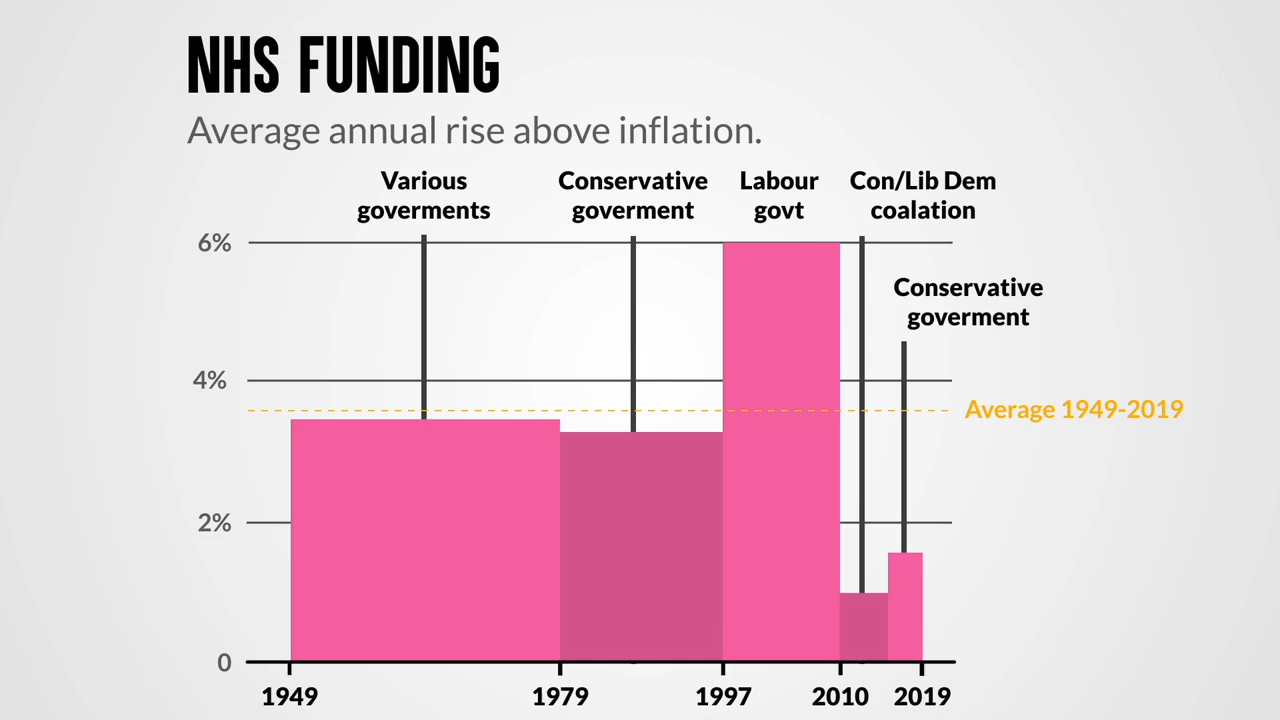 NHS FUNDING
Average annual rise above inflation.
Various
goverments
Conservative
goverment
Labour
govt
Con/Lib Dem
coalation
Conservative
goverment
6%
4%
Average 1949-2019
2%
0
1949
1979
1997
2010
2019